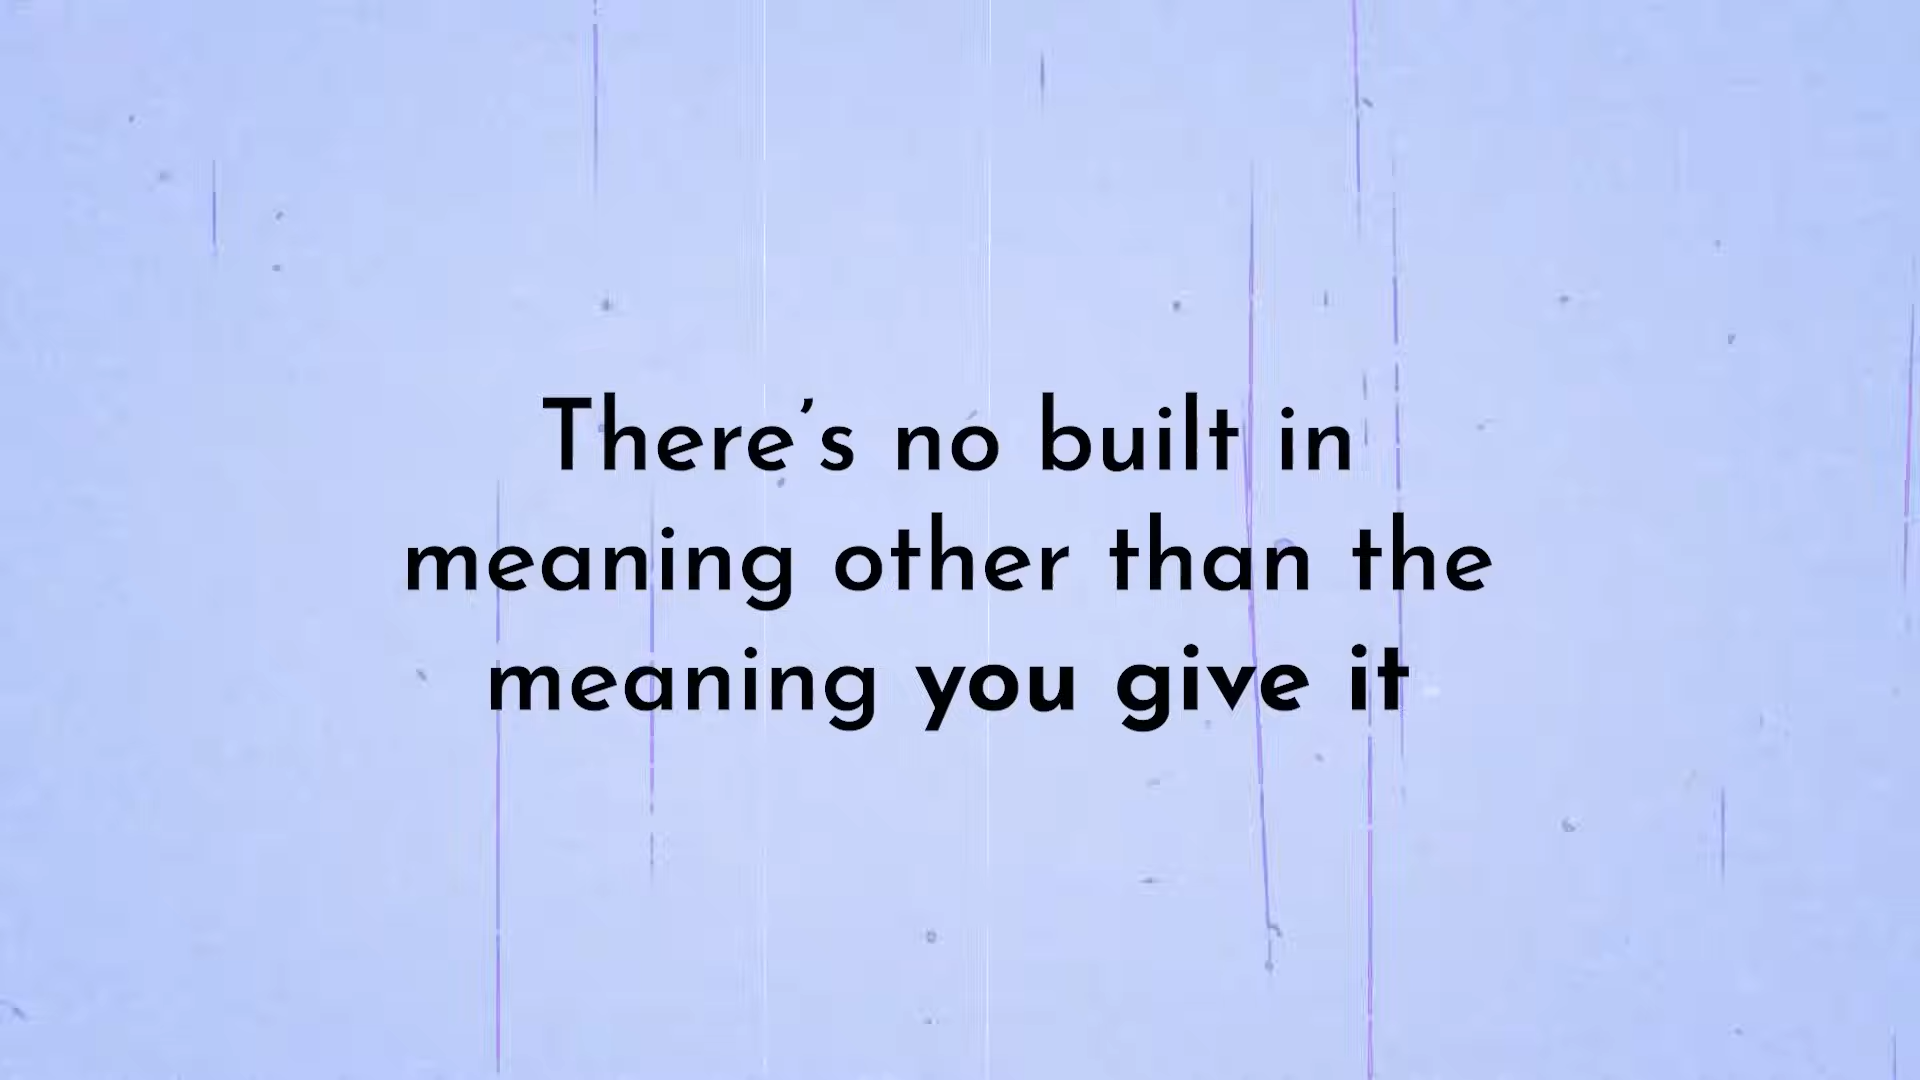 There’s no built in
meaning other than the
meaning you give it